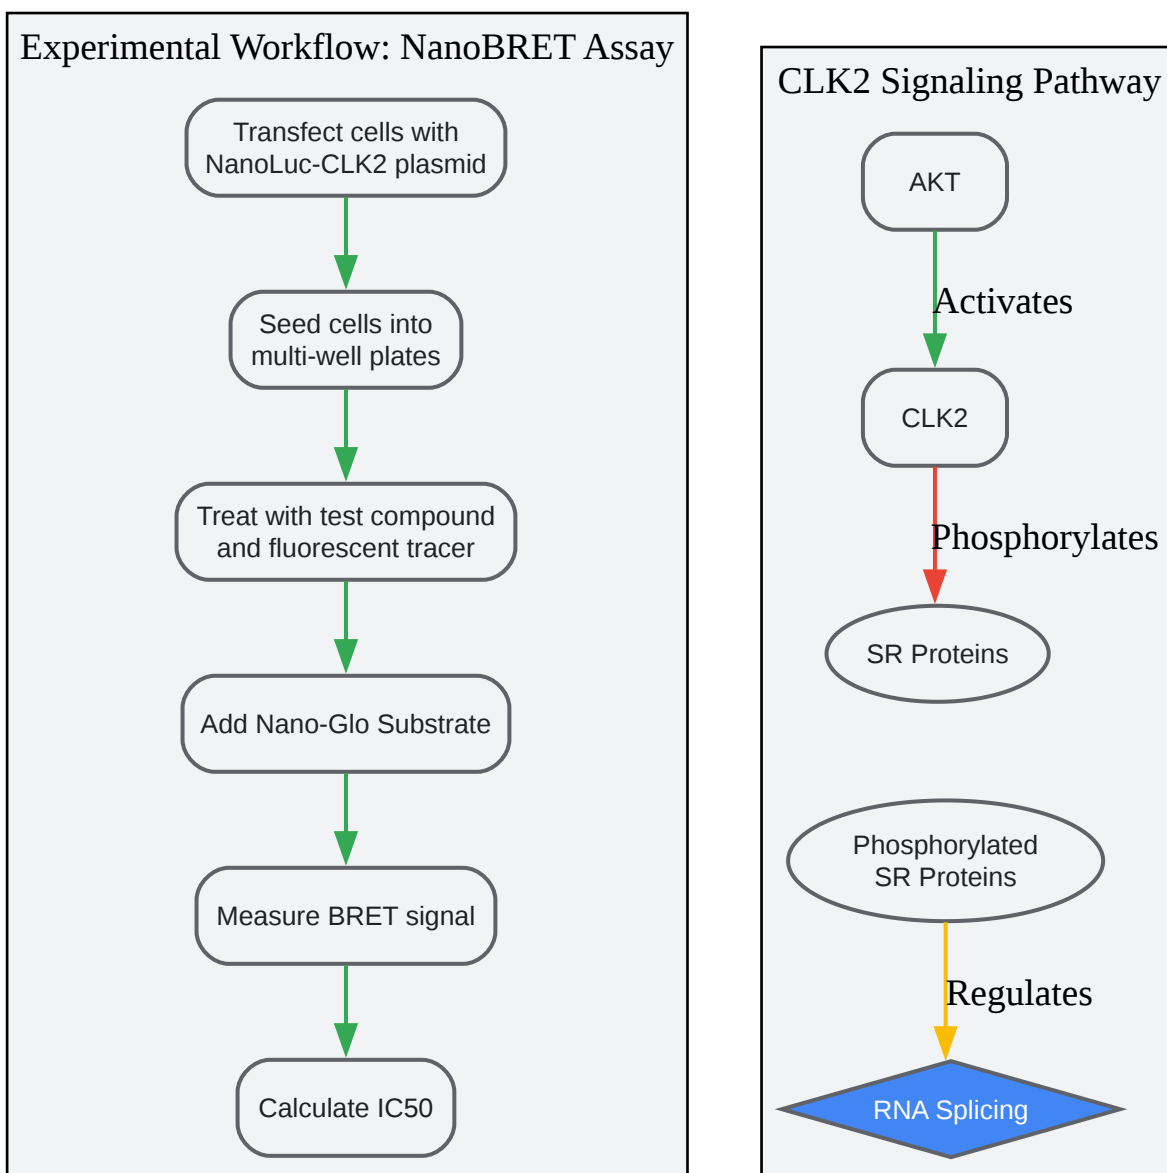 Experimental Workflow: NanoBRET Assay
Transfect cells with
NanoLuc-CLK2 plasmid
Seed cells into
multi-well plates
Treat with test compound
and fluorescent tracer
Add Nano-Glo Substrate
Measure BRET signal
Calculate IC50
CLK2 Signaling Pathway
AKT
Activates
CLK2
Phosphorylates
SR Proteins
Phosphorylated
SR Proteins
Regulates
RNA Splicing